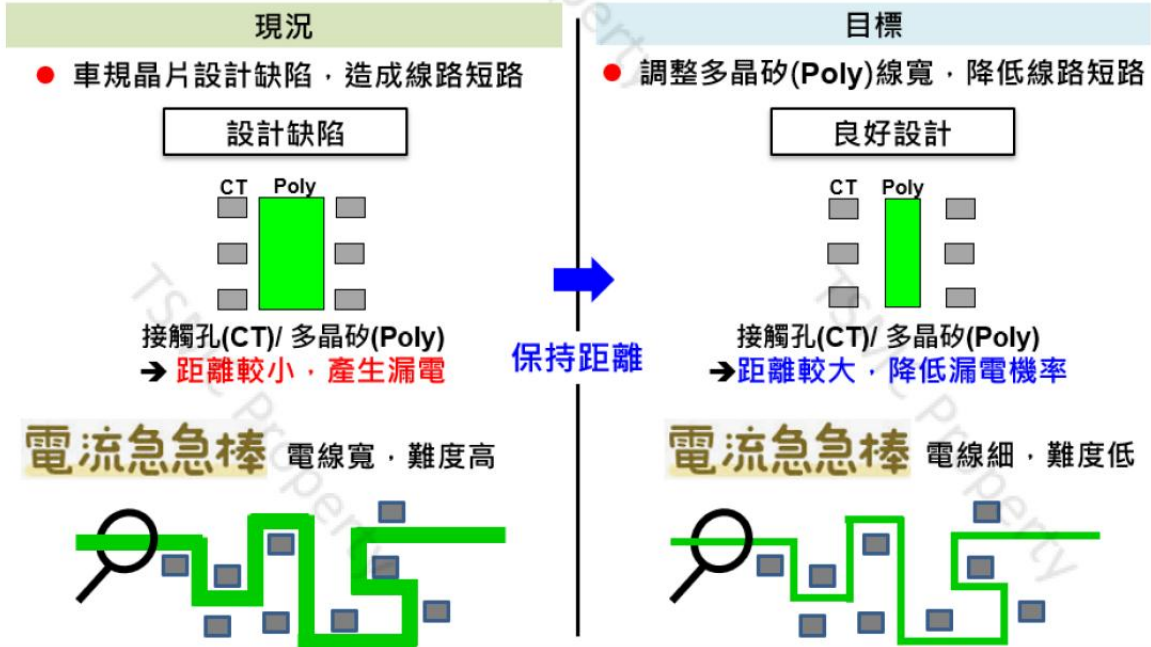 現況
● 車規晶片設計缺陷，造成線路短路
設計缺陷
CT Poly
接觸孔(CT)/ 多晶矽(Poly)
➔ 距離較小，產生漏電
電流急急棒 電線寬，難度高
保持距離
目標
● 調整多晶矽(Poly)線寬，降低線路短路
良好設計
CT Poly
接觸孔(CT)/ 多晶矽(Poly)
➔距離較大，降低漏電機率
電流急急棒 電線細，難度低
TSMC Property
TSMC Property
Property